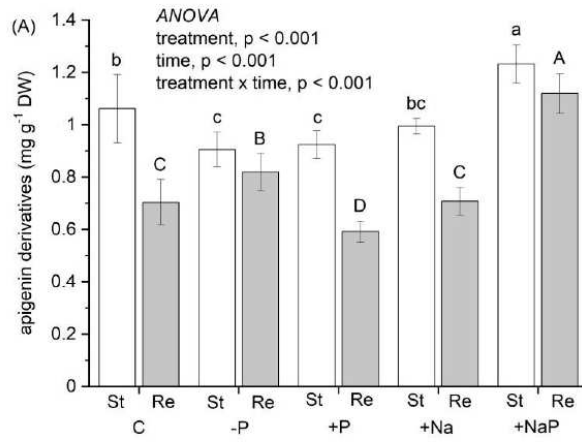 (A)
ANOVA
treatment, p < 0.001
time, p < 0.001
treatment x time, p < 0.001
apigenin derivatives (mg g⁻¹ DW)
1.4
1.2
1
0.8
0.6
0.4
0.2
0
b
C
c
B
c
D
bc
C
a
A
St Re St Re St Re St Re St Re
C -P +P +Na +NaP